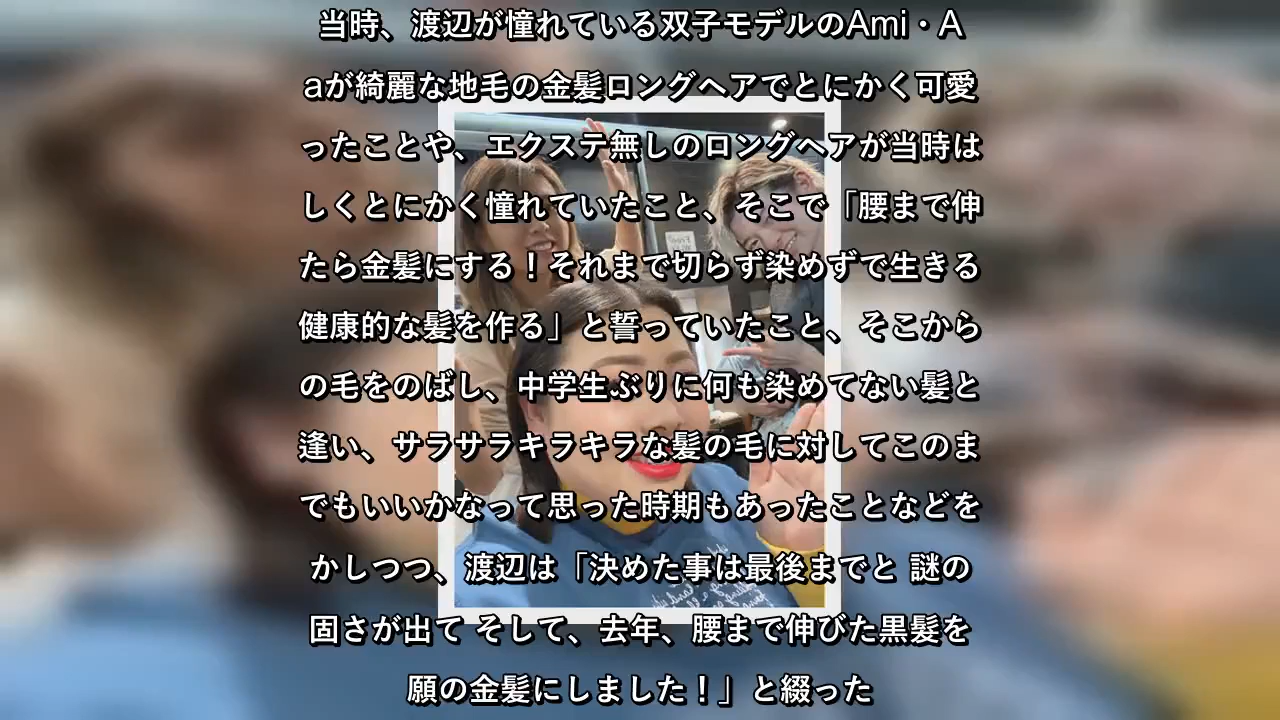 当時、渡辺が憧れている双子モデルのAmi・A
aが綺麗な地毛の金髪ロングヘアでとにかく可愛
ったことや、エクステ無しのロングヘアが当時は
しくとにかく憧れていたこと、そこで「腰まで伸
たら金髪にする！それまで切らず染めずで生きる
健康的な髪を作る」と誓っていたこと、そこから
の毛をのばし、中学生ぶりに何も染めてない髪と
逢い、サラサラキラキラな髪の毛に対してこのま
でもいいかなって思った時期もあったことなどを
かしつつ、渡辺は「決めた事は最後までと 謎の
固さが出て そして、去年、腰まで伸びた黒髪を
願の金髪にしました！」と綴った